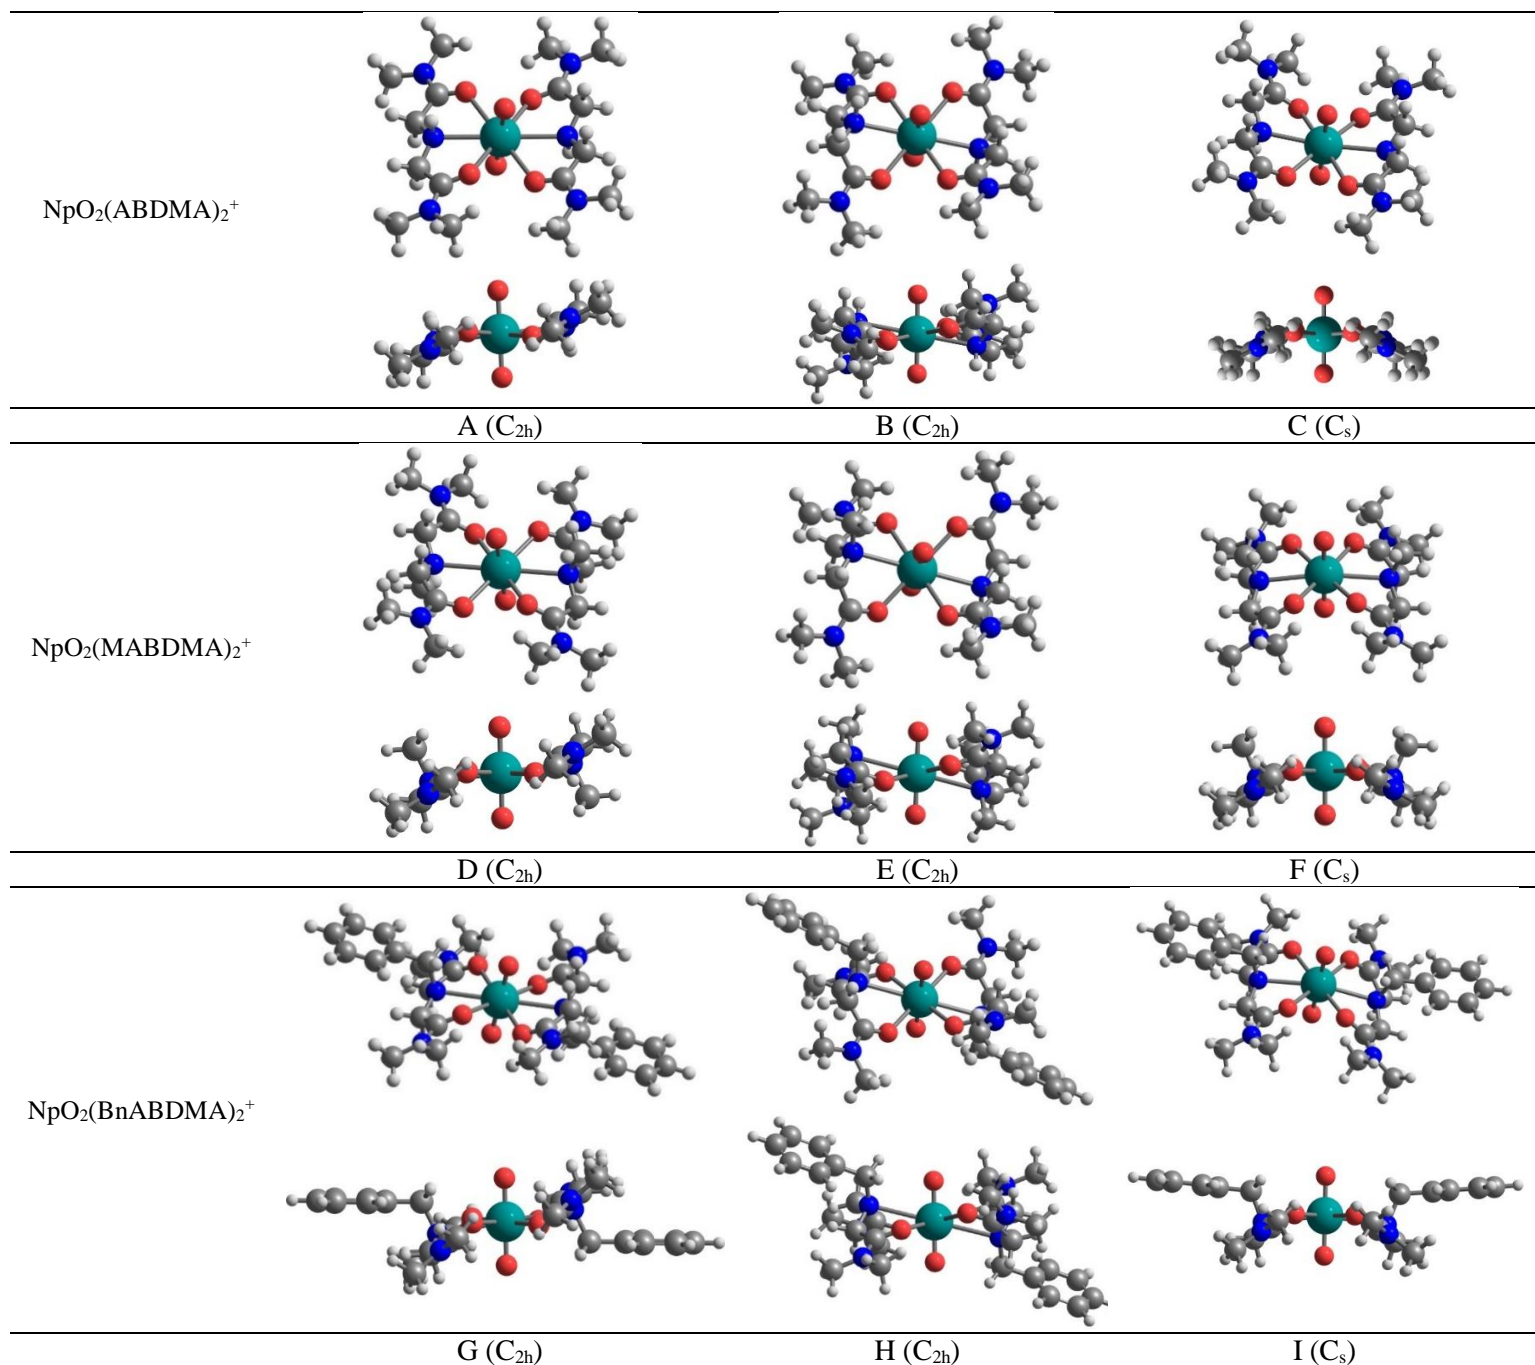 NpO₂(ABDMA)₂⁺
A (C₂ₕ) B (C₂ₕ) C (Cₛ)
NpO₂(MABDMA)₂⁺
D (C₂ₕ) E (C₂ₕ) F (Cₛ)
NpO₂(BnABDMA)₂⁺
G (C₂ₕ) H (C₂ₕ) I (Cₛ)